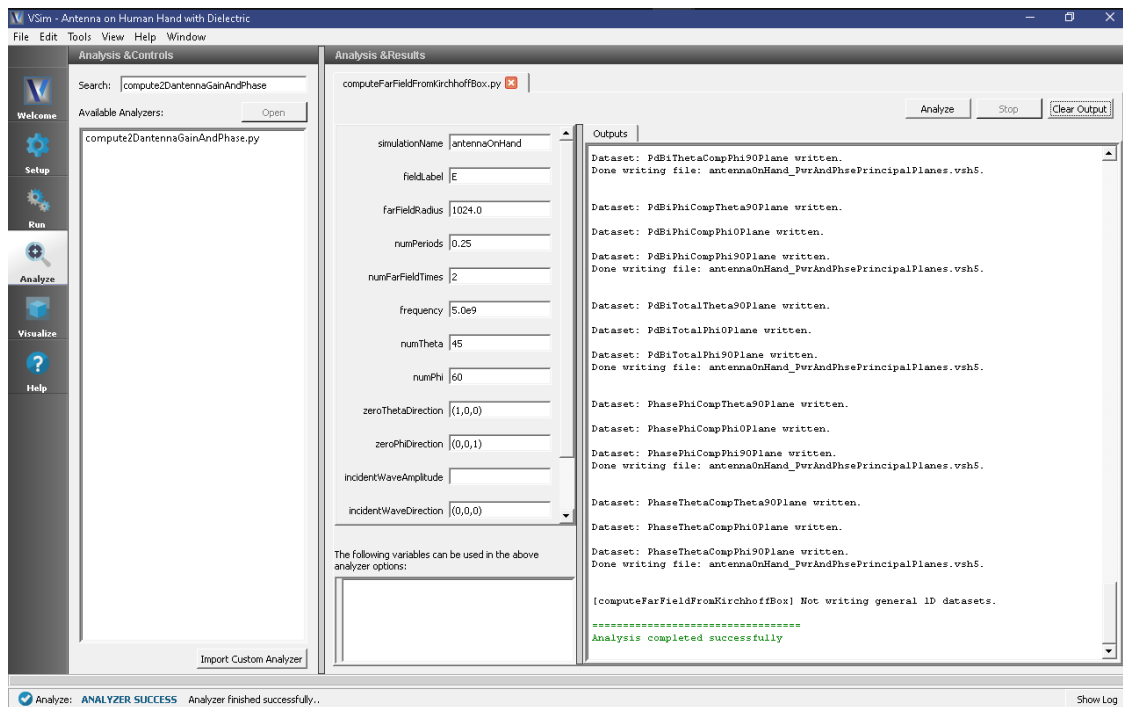 VSim - Antenna on Human Hand with Dielectric
File Edit Tools View Help Window
Welcome
Setup
Run
Analyze
Visualize
Help
Analysis &Controls
Search: compute2DantennaGainAndPhase
Available Analyzers: Open
compute2DantennaGainAndPhase.py
Import Custom Analyzer
Analysis &Results
computeFarFieldFromKirchhoffBox.py
Analyze Stop Clear Output
simulationName antennaOnHand
fieldLabel E
farFieldRadius 1024.0
numPeriods 0.25
numFarFieldTimes 2
frequency 5.0e9
numTheta 45
numPhi 60
zeroThetaDirection (1,0,0)
zeroPhiDirection (0,0,1)
incidentWaveAmplitude
incidentWaveDirection (0,0,0)
The following variables can be used in the above
analyzer options:
Outputs
Dataset: PdBiThetaCompPhi90Plane written.
Done writing file: antennaOnHand_PwrAndPhsePrincipalPlanes.vsh5.
Dataset: PdBiPhiCompTheta90Plane written.
Dataset: PdBiPhiCompPhi0Plane written.
Dataset: PdBiPhiCompPhi90Plane written.
Done writing file: antennaOnHand_PwrAndPhsePrincipalPlanes.vsh5.
Dataset: PdBiTotalTheta90Plane written.
Dataset: PdBiTotalPhi0Plane written.
Dataset: PdBiTotalPhi90Plane written.
Done writing file: antennaOnHand_PwrAndPhsePrincipalPlanes.vsh5.
Dataset: PhasePhiCompTheta90Plane written.
Dataset: PhasePhiCompPhi0Plane written.
Dataset: PhasePhiCompPhi90Plane written.
Done writing file: antennaOnHand_PwrAndPhsePrincipalPlanes.vsh5.
Dataset: PhaseThetaCompTheta90Plane written.
Dataset: PhaseThetaCompPhi0Plane written.
Dataset: PhaseThetaCompPhi90Plane written.
Done writing file: antennaOnHand_PwrAndPhsePrincipalPlanes.vsh5.
[computeFarFieldFromKirchhoffBox] Not writing general 1D datasets.
==================================
Analysis completed successfully
Analyze: ANALYZER SUCCESS Analyzer finished successfully..
Show Log